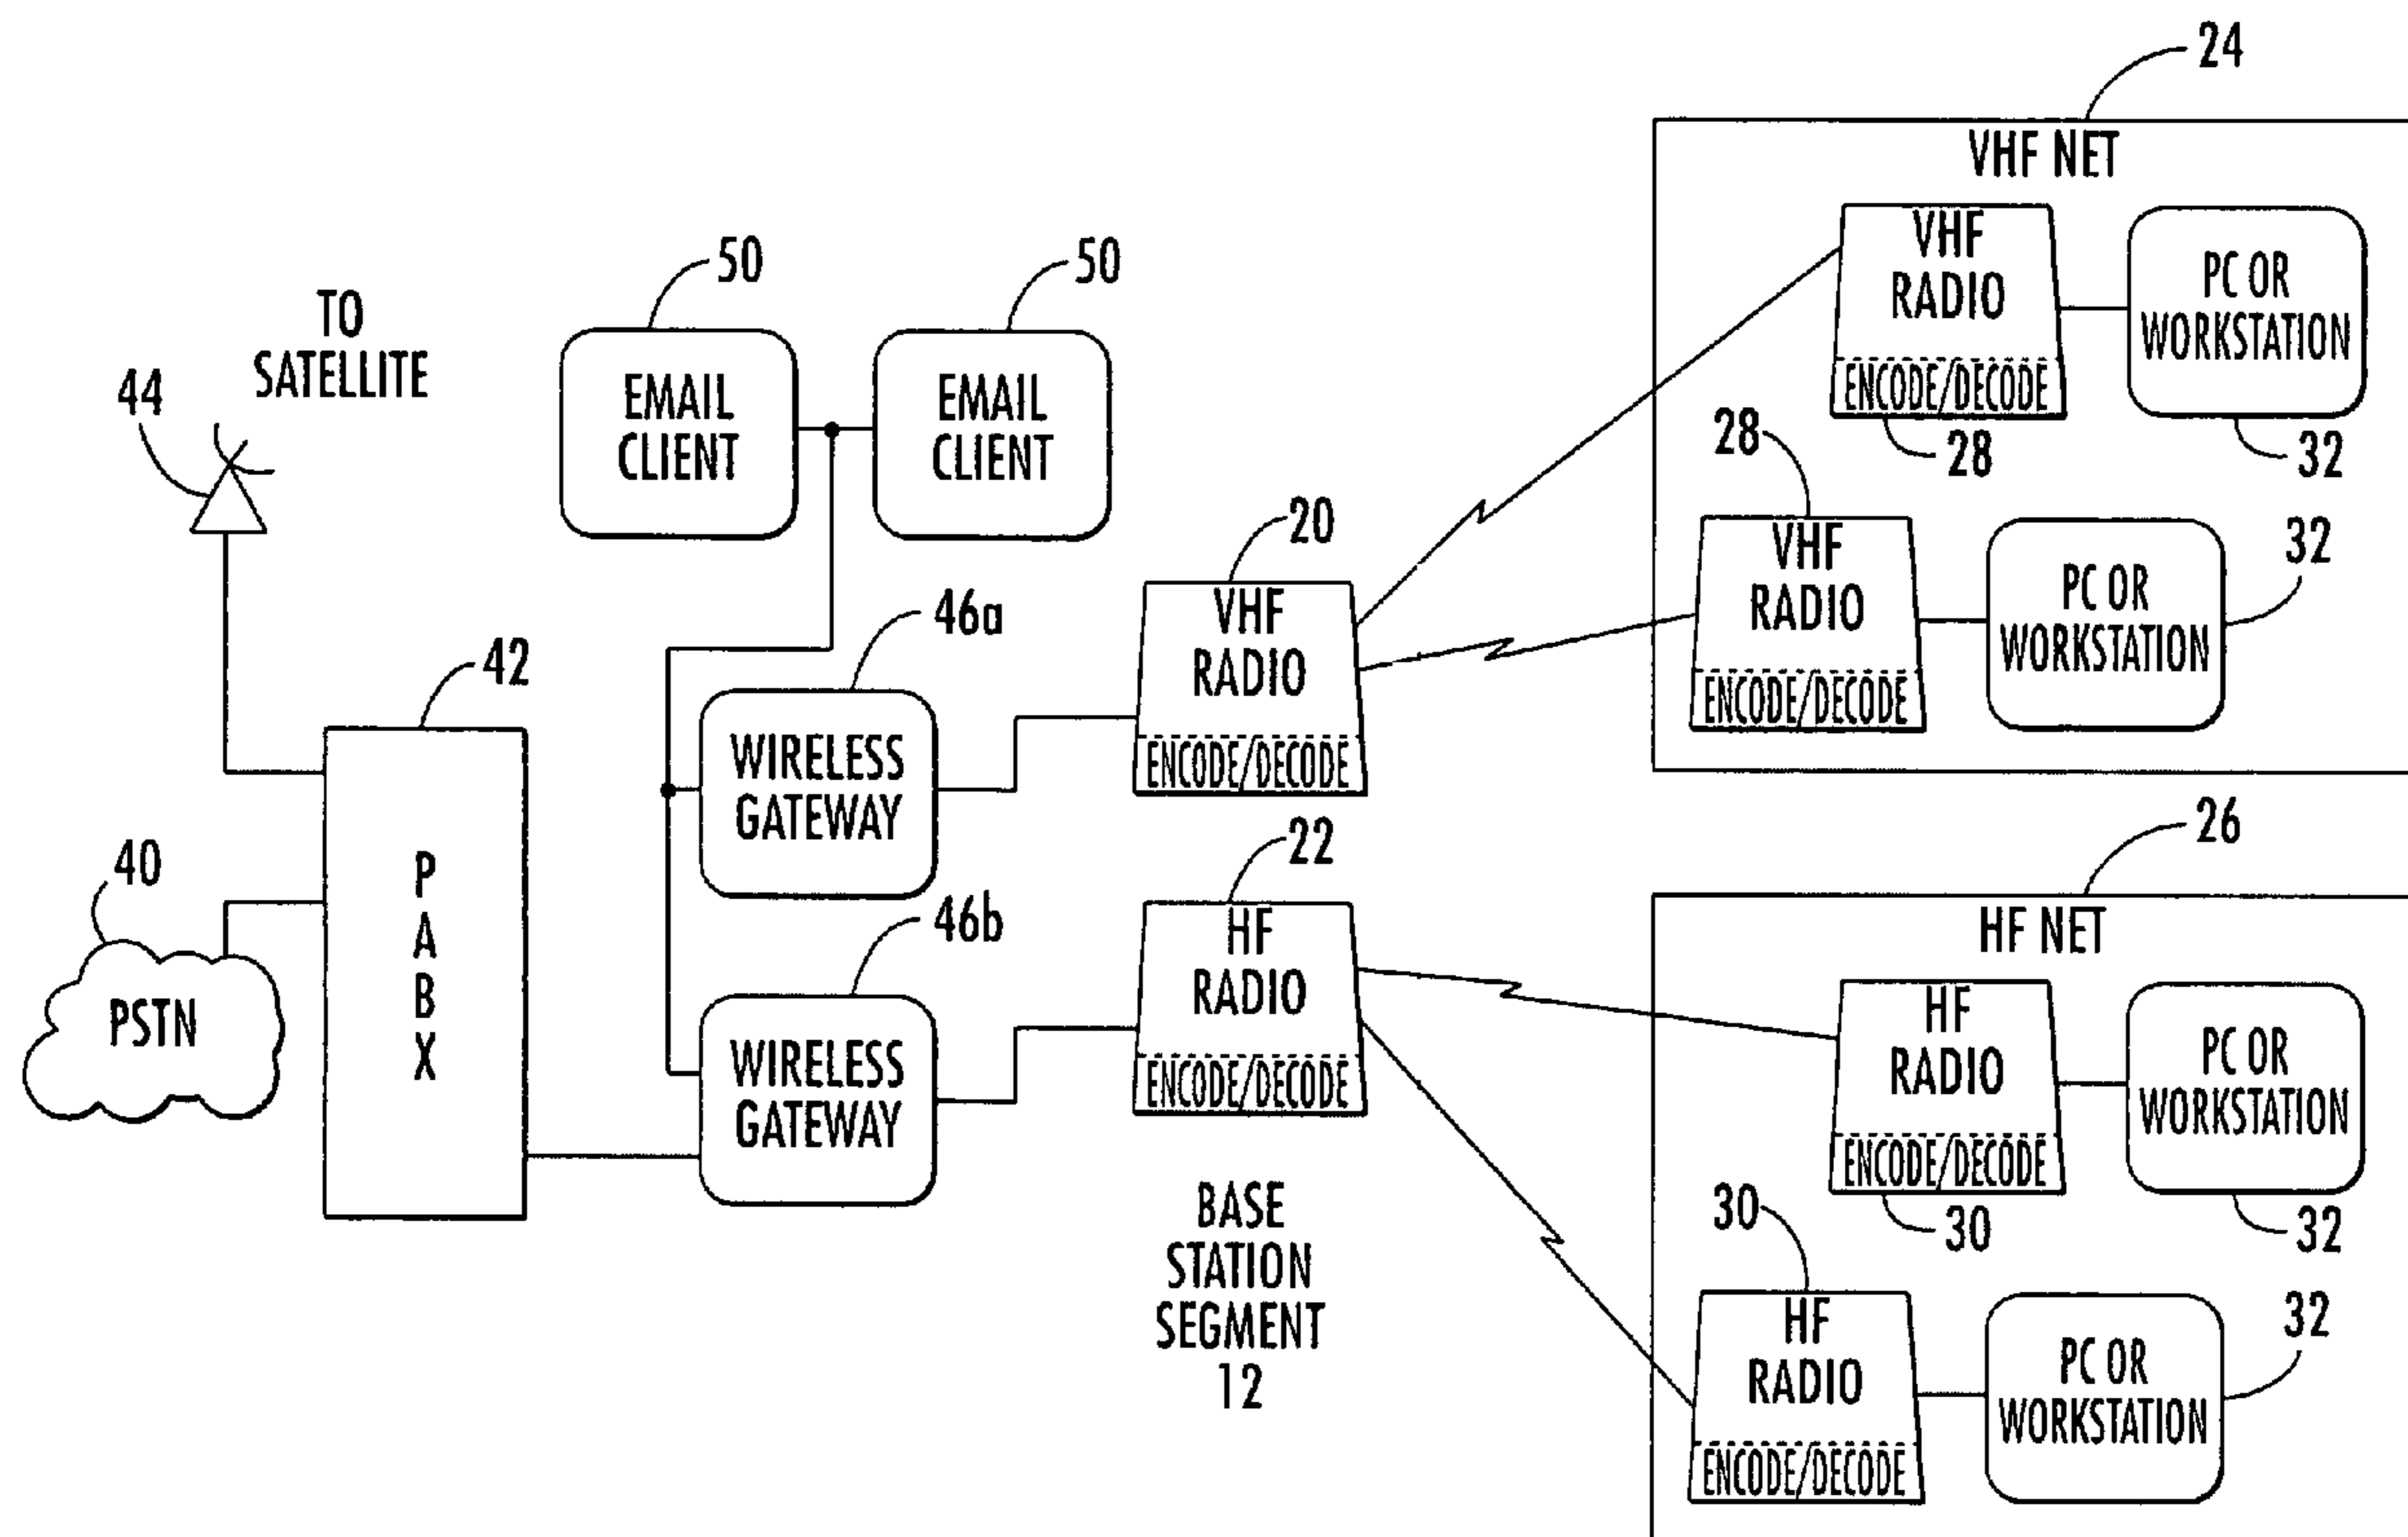 24
VHF NET
VHF
RADIO
ENCODE/DECODE
28
PC OR
WORKSTATION
32
28
VHF
RADIO
ENCODE/DECODE
PC OR
WORKSTATION
32
50
EMAIL
CLIENT
50
EMAIL
CLIENT
TO
SATELLITE
44
20
VHF
RADIO
ENCODE/DECODE
46a
WIRELESS
GATEWAY
42
PABX
40
PSTN
46b
WIRELESS
GATEWAY
22
HF
RADIO
ENCODE/DECODE
BASE
STATION
SEGMENT
12
26
HF NET
HF
RADIO
ENCODE/DECODE
30
PC OR
WORKSTATION
32
30
HF
RADIO
ENCODE/DECODE
PC OR
WORKSTATION
32